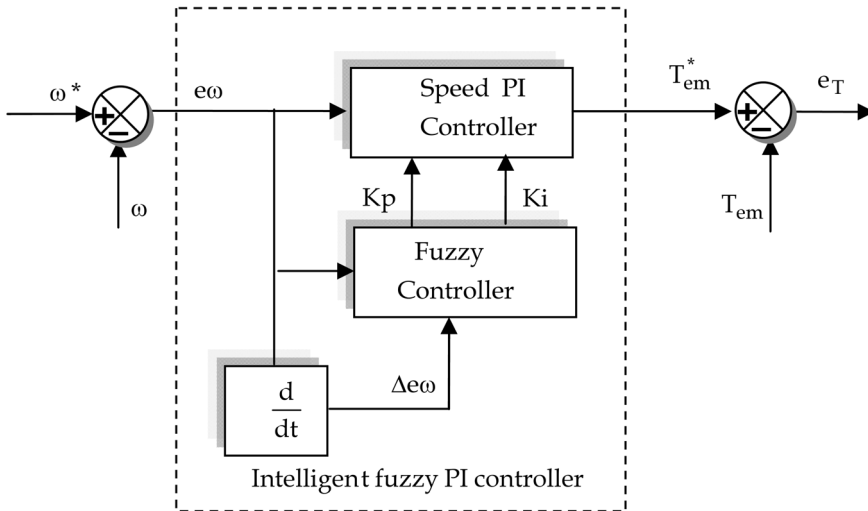 ω*
+
−
ω
eω
Speed PI
Controller
T*em
+
−
eT
Tem
Kp
Ki
Fuzzy
Controller
d
dt
Δeω
Intelligent fuzzy PI controller